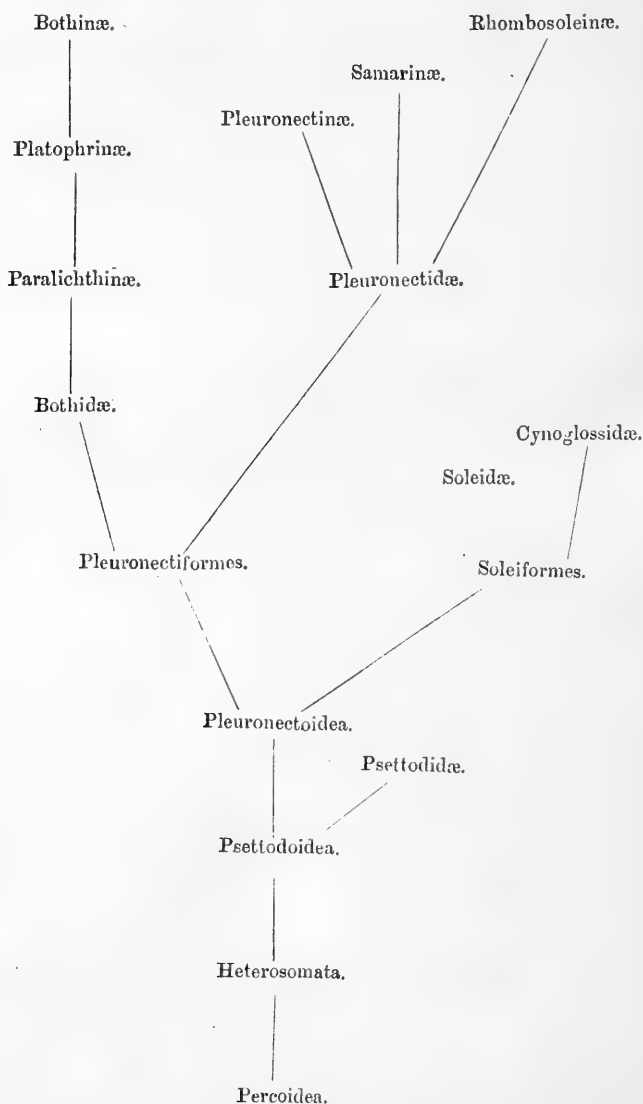 Bothinæ.
Rhombosoleinæ.
Samarinæ.
Pleuronectinæ.
Platophrinæ.
Paralichthinæ.
Pleuronectidæ.
Bothidæ.
Cynoglossidæ.
Soleidæ.
Pleuronectiformes.
Soleiformes.
Pleuronectoidea.
Psettodidæ.
Psettodoidea.
Heterosomata.
Percoidea.